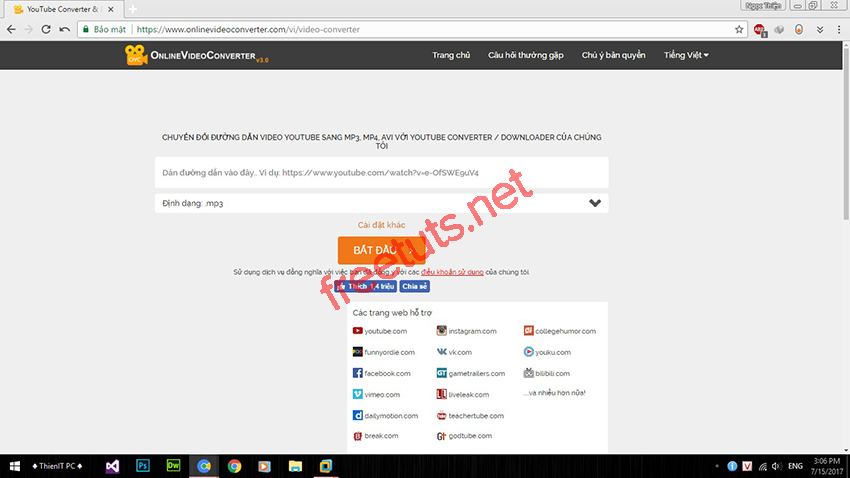 YouTube Converter &
Ngọc Thiện
Bảo mật
https://www.onlinevideoconverter.com/vi/video-converter
OVC
ONLINEVIDEOCONVERTER v3.0
Trang chủ
Câu hỏi thường gặp
Chú ý bản quyền
Tiếng Việt
CHUYỂN ĐỔI ĐƯỜNG DẪN VIDEO YOUTUBE SANG MP3, MP4, AVI VỚI YOUTUBE CONVERTER / DOWNLOADER CỦA CHÚNG
TÔI
Dán đường dẫn vào đây.. Ví dụ: https://www.youtube.com/watch?v=e-OfSWE9uV4
Định dạng: .mp3
Cài đặt khác
BẮT ĐẦU
Sử dụng dịch vụ đồng nghĩa với việc bạn đã đồng ý với các điều khoản sử dụng của chúng tôi.
Thích 1,4 triệu
Chia sẻ
freetuts.net
Các trang web hỗ trợ
youtube.com
instagram.com
collegehumor.com
funnyordie.com
vk.com
youku.com
facebook.com
gametrailers.com
bilibili.com
vimeo.com
liveleak.com
....và nhiều hơn nữa!
dailymotion.com
teachertube.com
break.com
godtube.com
♦ ThienIT PC ♦
Ps
Dw
ENG
3:06 PM
7/15/2017